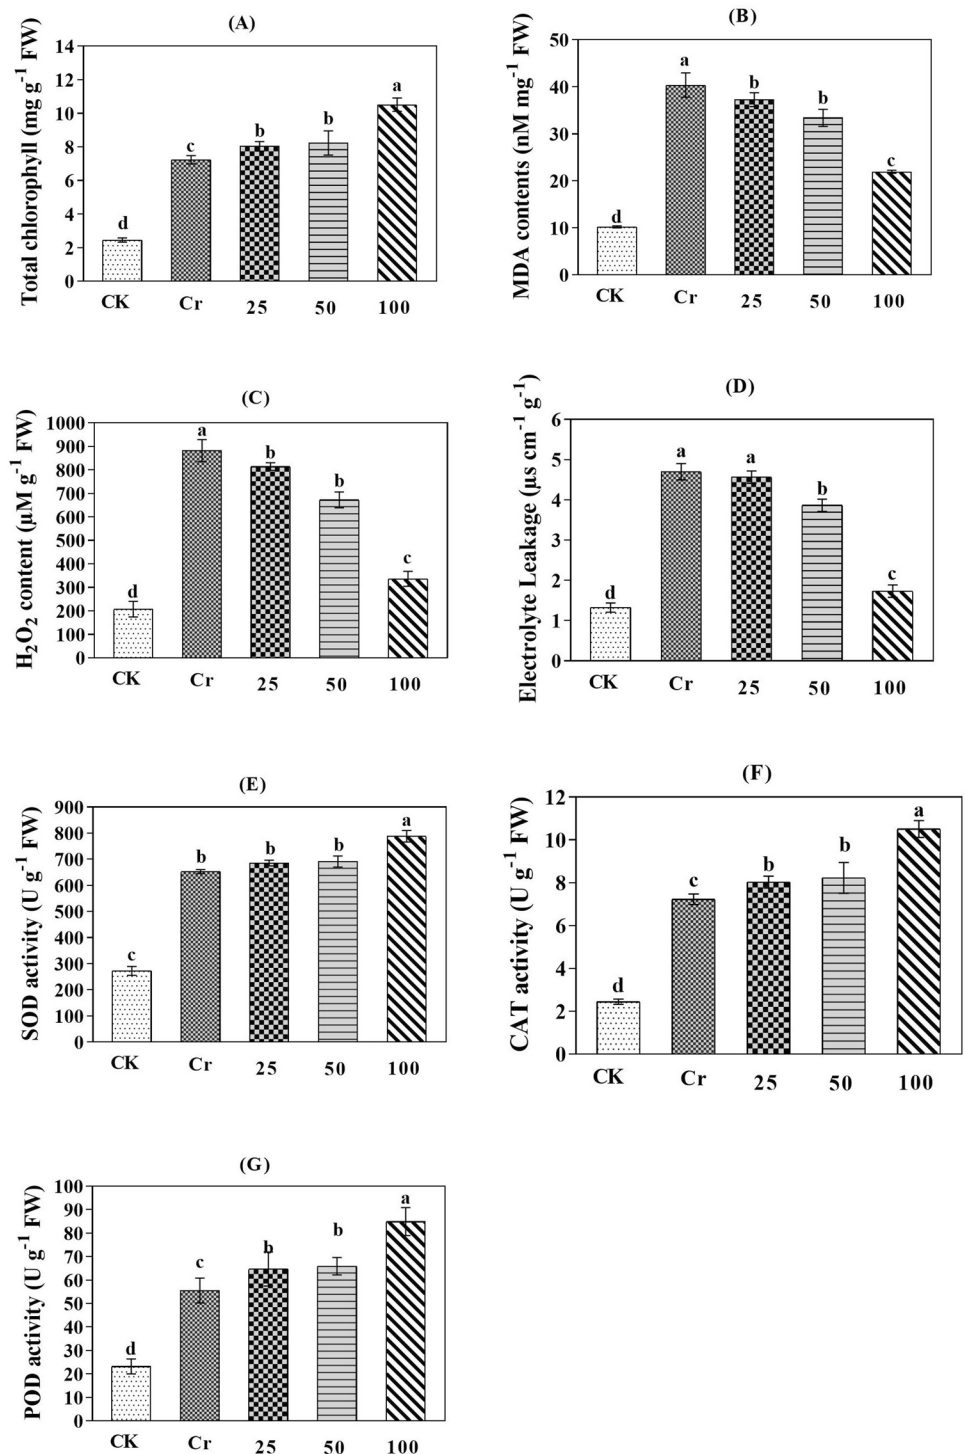 (A)
Total chlorophyll (mg g⁻¹ FW)
14
12
10
8
6
4
2
0
d
c
b
b
a
CK Cr 25 50 100
(B)
MDA contents (nM mg⁻¹ FW)
50
40
30
20
10
0
d
a
b
b
c
CK Cr 25 50 100
(C)
H₂O₂ content (µM g⁻¹ FW)
1000
900
800
700
600
500
400
300
200
100
0
d
a
b
b
c
CK Cr 25 50 100
(D)
Electrolyte Leakage (µs cm⁻¹ g⁻¹)
6
5
4
3
2
1
0
d
a
a
b
c
CK Cr 25 50 100
(E)
SOD activity (U g⁻¹ FW)
900
800
700
600
500
400
300
200
100
0
c
b
b
b
a
CK Cr 25 50 100
(F)
CAT activity (U g⁻¹ FW)
12
10
8
6
4
2
0
d
c
b
b
a
CK Cr 25 50 100
(G)
POD activity (U g⁻¹ FW)
100
90
80
70
60
50
40
30
20
10
0
d
c
b
b
a
CK Cr 25 50 100